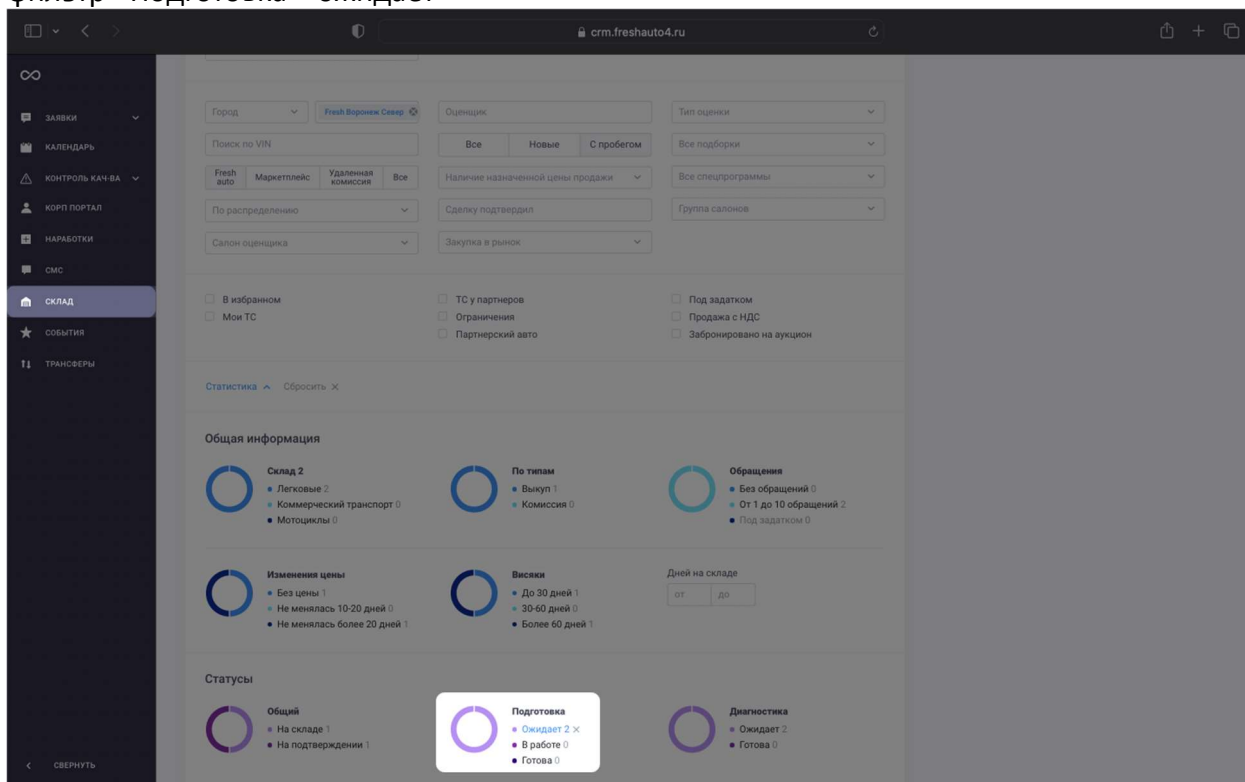 фильтр - Подготовка - ожидает
crm.freshauto4.ru
ЗАЯВКИ
КАЛЕНДАРЬ
КОНТРОЛЬ КАЧ-ВА
КОРП ПОРТАЛ
НАРАБОТКИ
СМС
СКЛАД
СОБЫТИЯ
ТРАНСФЕРЫ
СВЕРНУТЬ
Город Fresh Воронеж Север Оценщик Тип оценки
Поиск по VIN Все Новые С пробегом Все подборки
Fresh auto Маркетплейс Удаленная комиссия Все Наличие назначенной цены продажи Все спецпрограммы
По распределению Сделку подтвердил Группа салонов
Салон оценщика Закупка в рынок
В избранном ТС у партнеров Под задатком
Мои ТС Ограничения Продажа с НДС
Партнерский авто Забронировано на аукцион
Статистика Сбросить ×
Общая информация
Склад 2
Легковые 2
Коммерческий транспорт 0
Мотоциклы 0
По типам
Выкуп 1
Комиссия 0
Обращения
Без обращений 0
От 1 до 10 обращений 2
Под задатком 0
Изменения цены
Без цены 1
Не менялась 10-20 дней 0
Не менялась более 20 дней 1
Висяки
До 30 дней 1
30-60 дней 0
Более 60 дней 1
Дней на складе
от до
Статусы
Общий
На складе 1
На подтверждении 1
Подготовка
Ожидает 2 ×
В работе 0
Готова 0
Диагностика
Ожидает 2
Готова 0